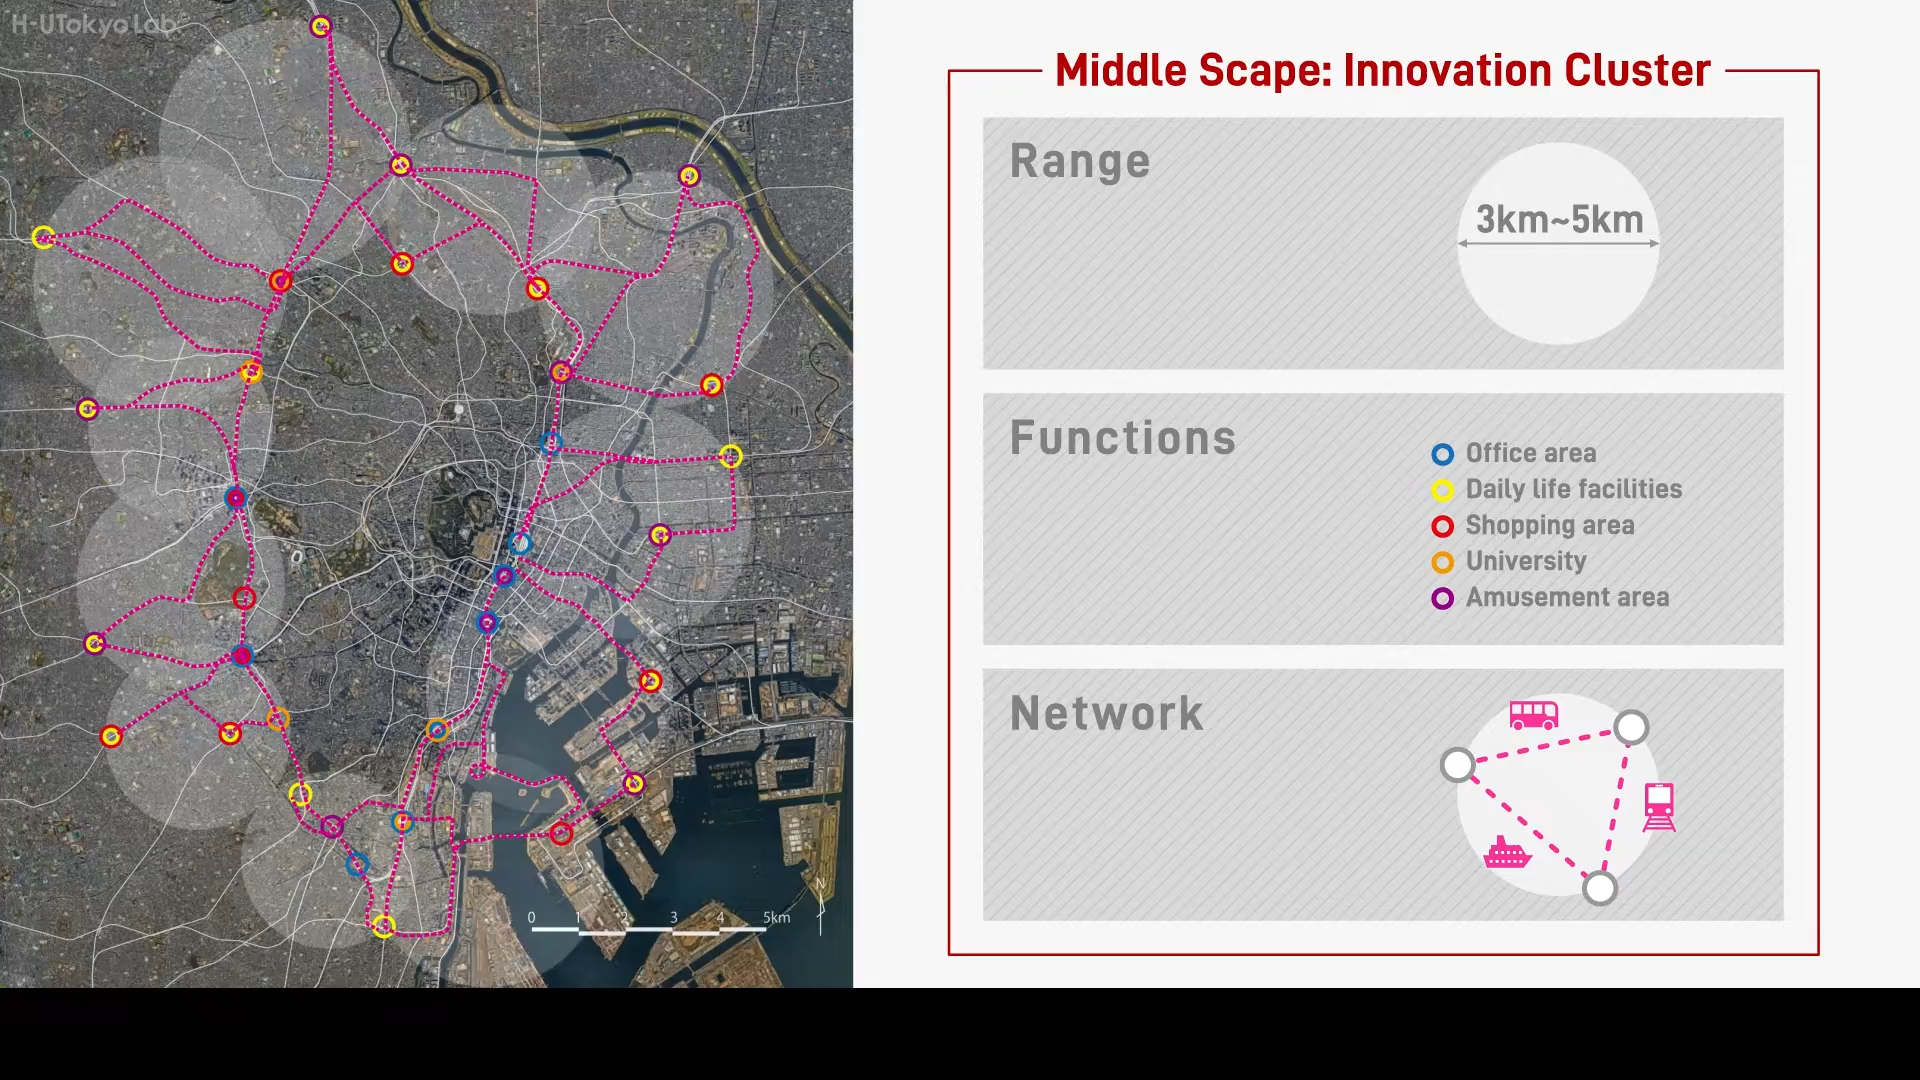 H-UTokyo Lab.
Middle Scape: Innovation Cluster
Range
3km~5km
Functions
Office area
Daily life facilities
Shopping area
University
Amusement area
Network
N
0 1 2 3 4 5km